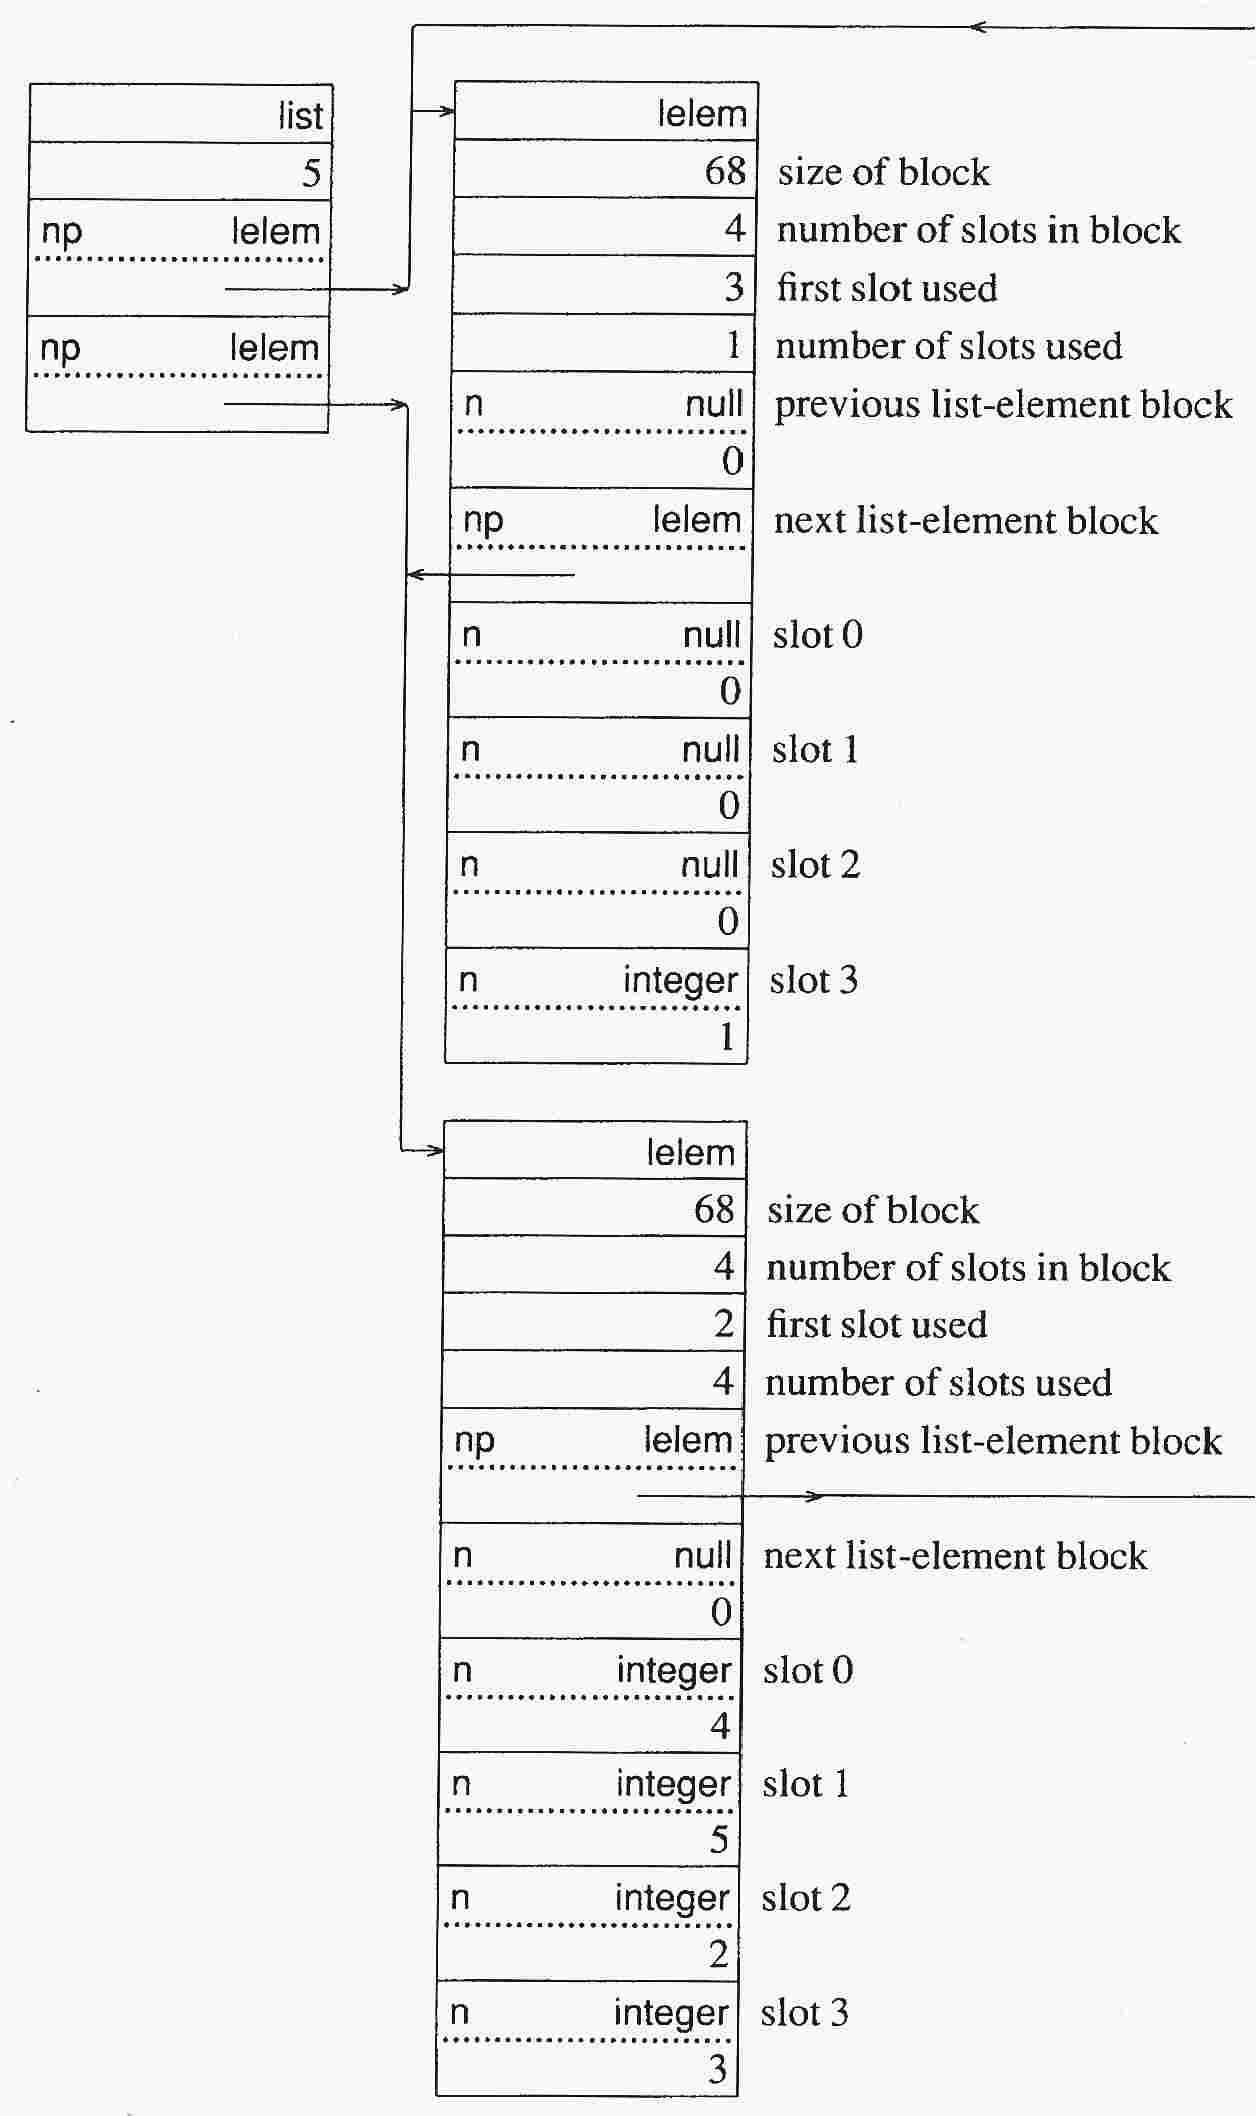 list
5
np lelem
np lelem
lelem
68 size of block
4 number of slots in block
3 first slot used
1 number of slots used
n null previous list-element block
0
np lelem next list-element block
n null slot 0
0
n null slot 1
0
n null slot 2
0
n integer slot 3
1
lelem
68 size of block
4 number of slots in block
2 first slot used
4 number of slots used
np lelem previous list-element block
n null next list-element block
0
n integer slot 0
4
n integer slot 1
5
n integer slot 2
2
n integer slot 3
3